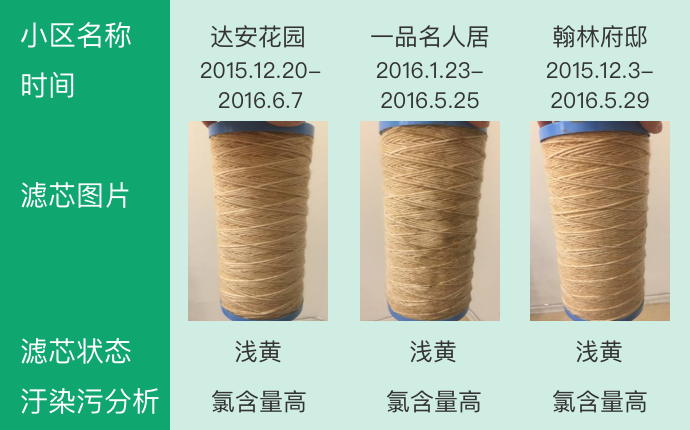 小区名称 达安花园 一品名人居 翰林府邸
时间 2015.12.20- 2016.1.23- 2015.12.3-
2016.6.7 2016.5.25 2016.5.29
滤芯图片
滤芯状态 浅黄 浅黄 浅黄
汙染污分析 氯含量高 氯含量高 氯含量高